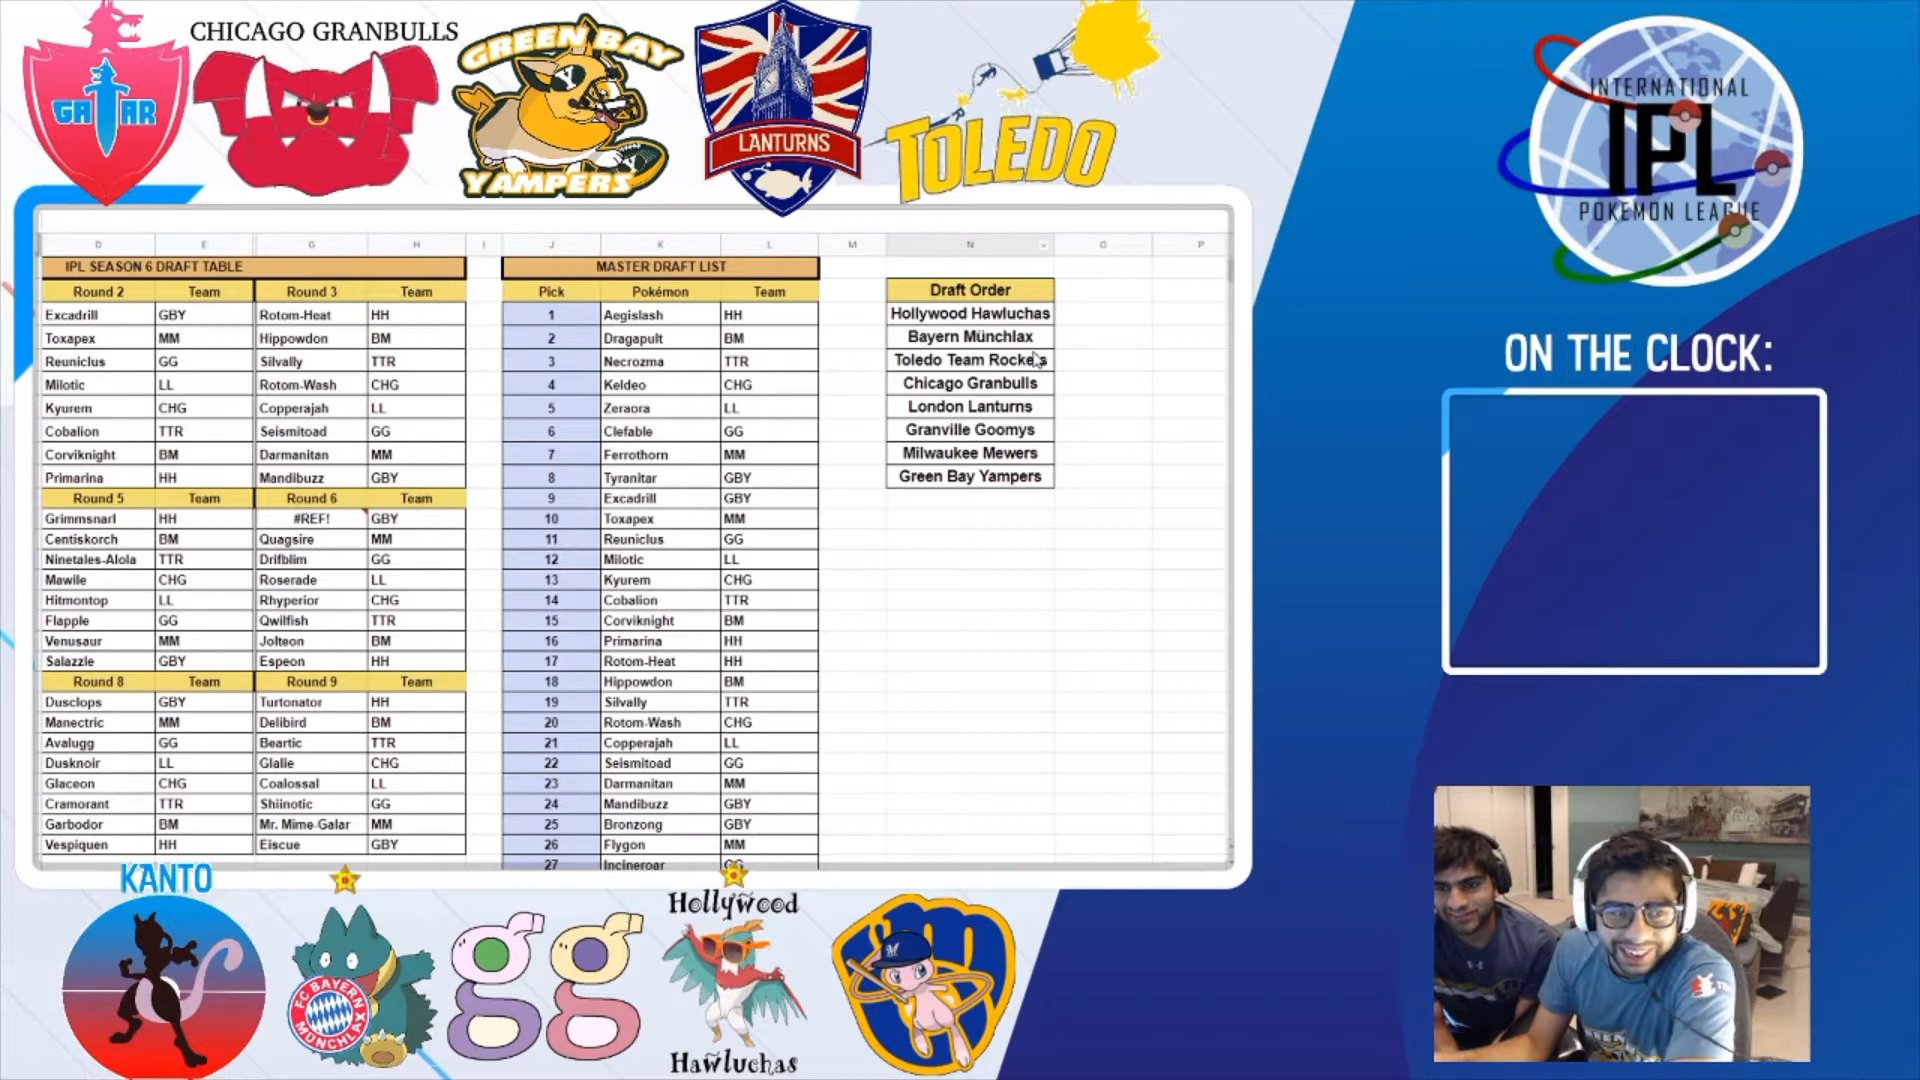 CHICAGO GRANBULLS
GREEN BAY
YAMPERS
LANTURNS
TOLEDO
INTERNATIONAL
IPL
POKEMON LEAGUE
ON THE CLOCK:
D E G H I J K L M N O P
IPL SEASON 6 DRAFT TABLE MASTER DRAFT LIST
Draft Order
Round 2 Team Round 3 Team Pick Pokémon Team
Excadrill GBY Rotom-Heat HH 1 Aegislash HH Hollywood Hawluchas
Toxapex MM Hippowdon BM 2 Dragapult BM Bayern Münchlax
Reuniclus GG Silvally TTR 3 Necrozma TTR Toledo Team Rockets
Milotic LL Rotom-Wash CHG 4 Keldeo CHG Chicago Granbulls
Kyurem CHG Copperajah LL 5 Zeraora LL London Lanturns
Cobalion TTR Seismitoad GG 6 Clefable GG Granville Goomys
Corviknight BM Darmanitan MM 7 Ferrothorn MM Milwaukee Mewers
Primarina HH Mandibuzz GBY 8 Tyranitar GBY Green Bay Yampers
Round 5 Team Round 6 Team 9 Excadrill GBY
Grimmsnarl HH #REF! GBY 10 Toxapex MM
Centiskorch BM Quagsire MM 11 Reuniclus GG
Ninetales-Alola TTR Drifblim GG 12 Milotic LL
Mawile CHG Roserade LL 13 Kyurem CHG
Hitmontop LL Rhyperior CHG 14 Cobalion TTR
Flapple GG Qwilfish TTR 15 Corviknight BM
Venusaur MM Jolteon BM 16 Primarina HH
Salazzle GBY Espeon HH 17 Rotom-Heat HH
Round 8 Team Round 9 Team 18 Hippowdon BM
Dusclops GBY Turtonator HH 19 Silvally TTR
Manectric MM Delibird BM 20 Rotom-Wash CHG
Avalugg GG Beartic TTR 21 Copperajah LL
Dusknoir LL Glalie CHG 22 Seismitoad GG
Glaceon CHG Coalossal LL 23 Darmanitan MM
Cramorant TTR Shiinotic GG 24 Mandibuzz GBY
Garbodor BM Mr. Mime-Galar MM 25 Bronzong GBY
Vespiquen HH Eiscue GBY 26 Flygon MM
27 Incineroar GG
KANTO
FC BAYERN
MÜNCHLAX
gg
Hollywood
Hawluchas
M